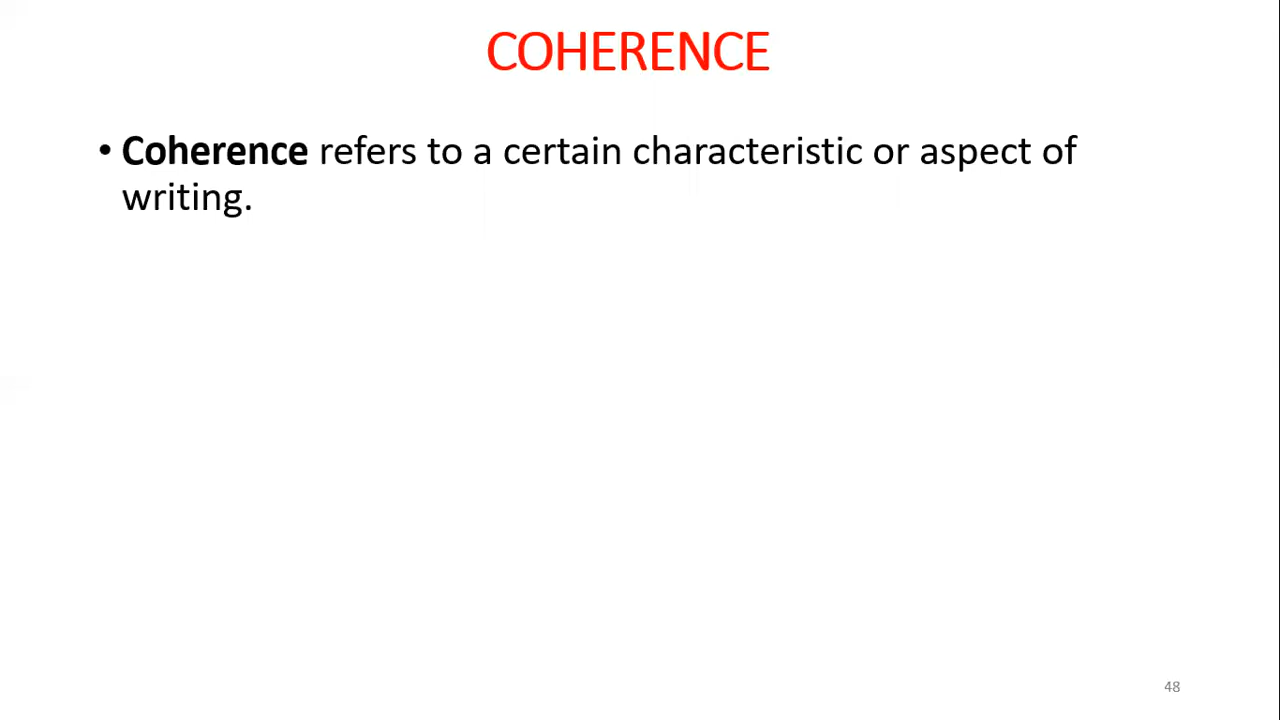 COHERENCE
• Coherence refers to a certain characteristic or aspect of
writing.
48